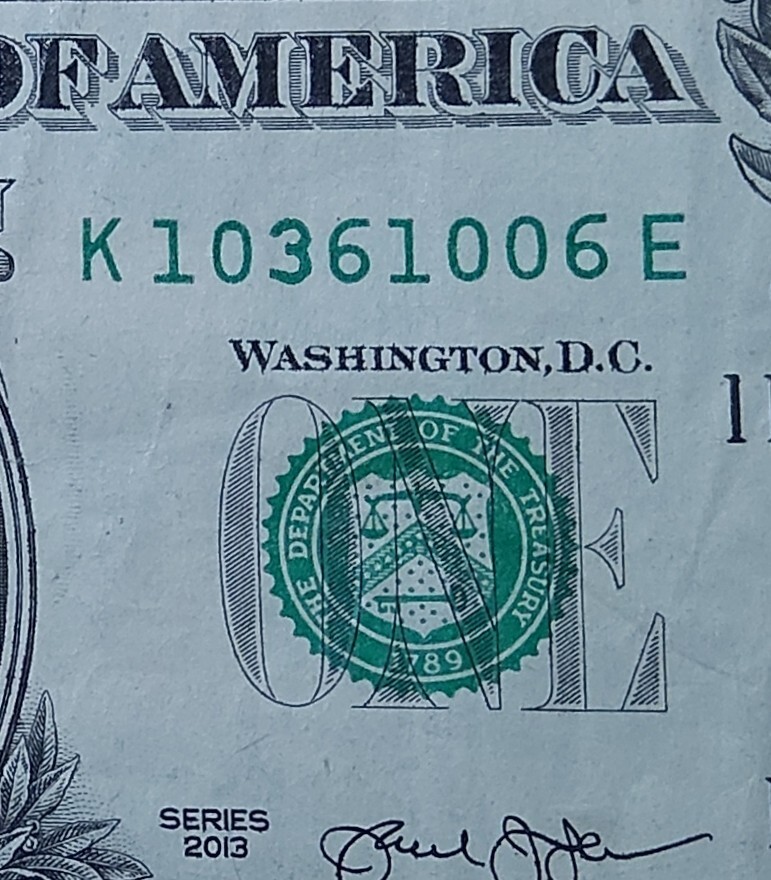 OF AMERICA
K 10361006 E
WASHINGTON, D.C.
ONE
THE DEPARTMENT OF THE TREASURY
1789
SERIES
2013